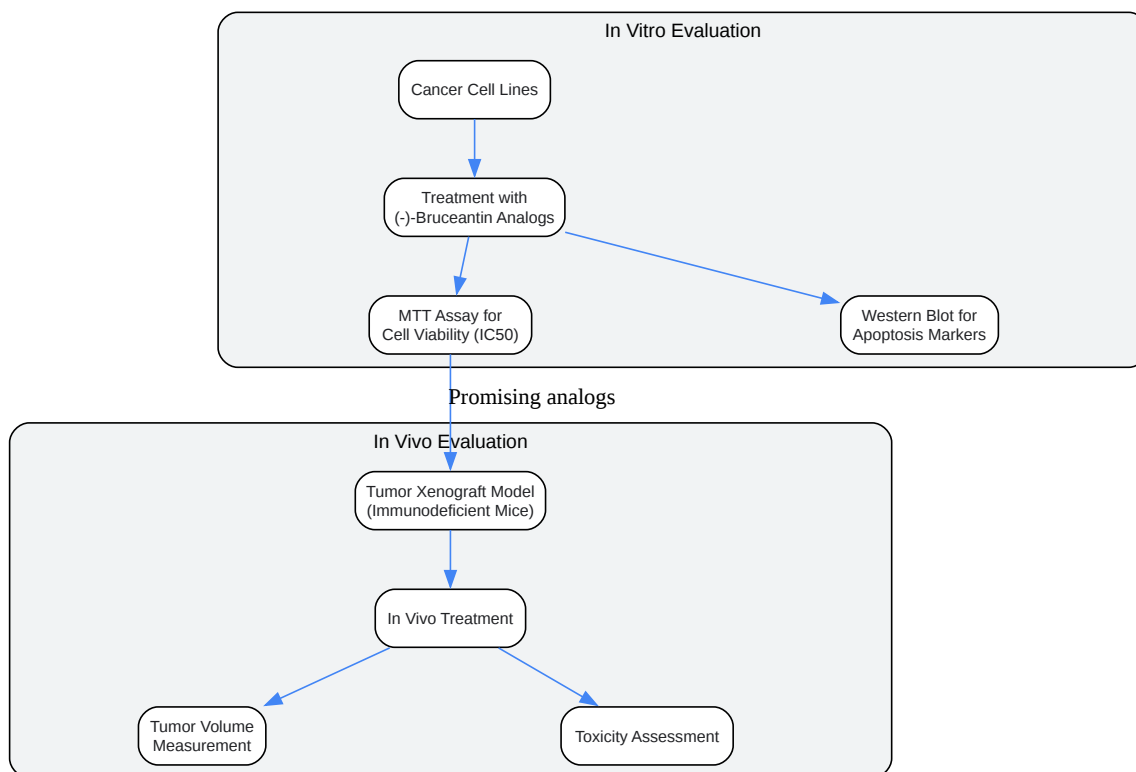 In Vitro Evaluation
Cancer Cell Lines
Treatment with
(-)-Bruceantin Analogs
MTT Assay for
Cell Viability (IC50)
Western Blot for
Apoptosis Markers
Promising analogs
In Vivo Evaluation
Tumor Xenograft Model
(Immunodeficient Mice)
In Vivo Treatment
Tumor Volume
Measurement
Toxicity Assessment